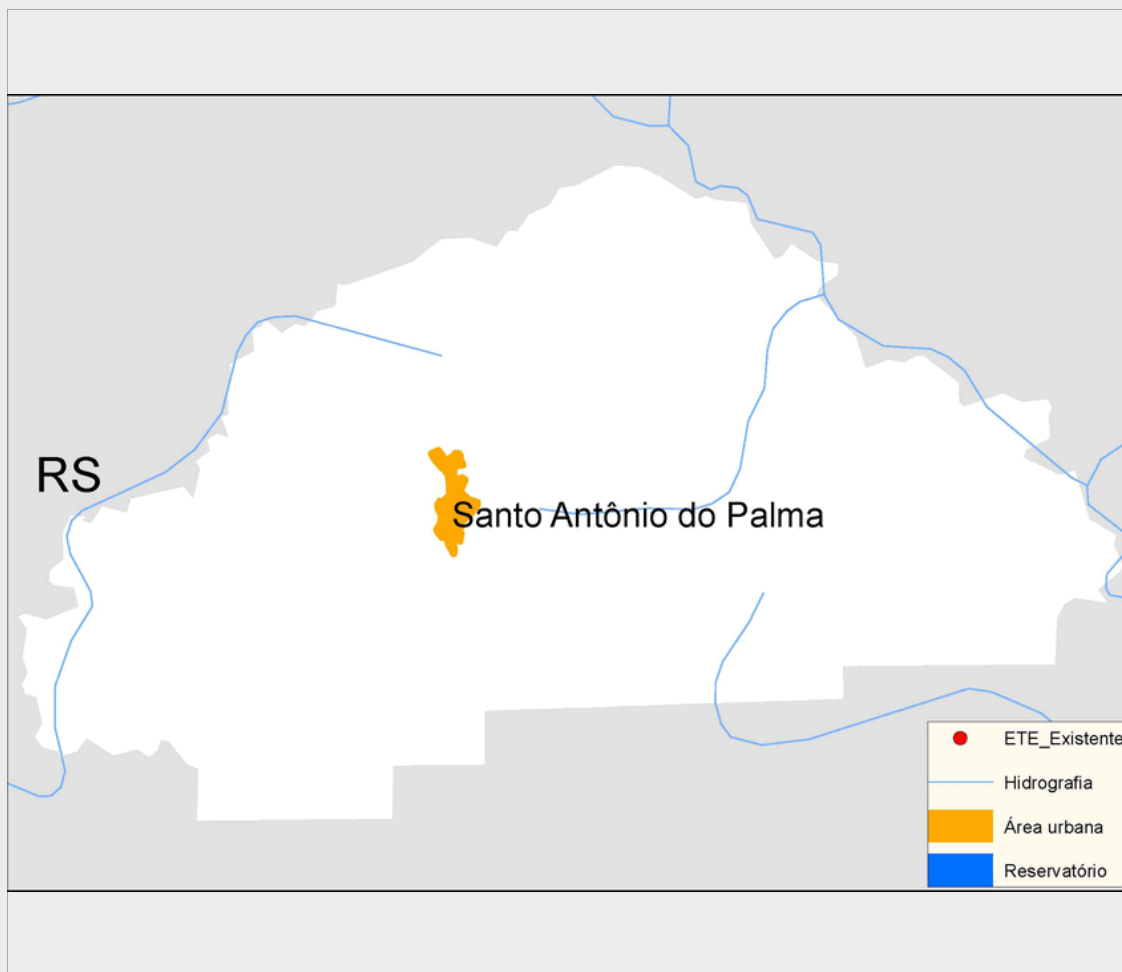 RS
Santo Antônio do Palma
ETE_Existente
Hidrografia
Área urbana
Reservatório